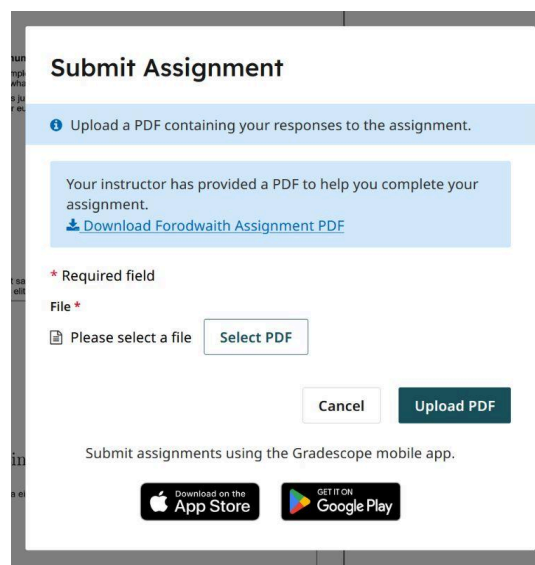 Submit Assignment
Upload a PDF containing your responses to the assignment.
Your instructor has provided a PDF to help you complete your
assignment.
Download Forodwaith Assignment PDF
* Required field
File *
Please select a file
Select PDF
Cancel
Upload PDF
Submit assignments using the Gradescope mobile app.
Download on the
App Store
GET IT ON
Google Play